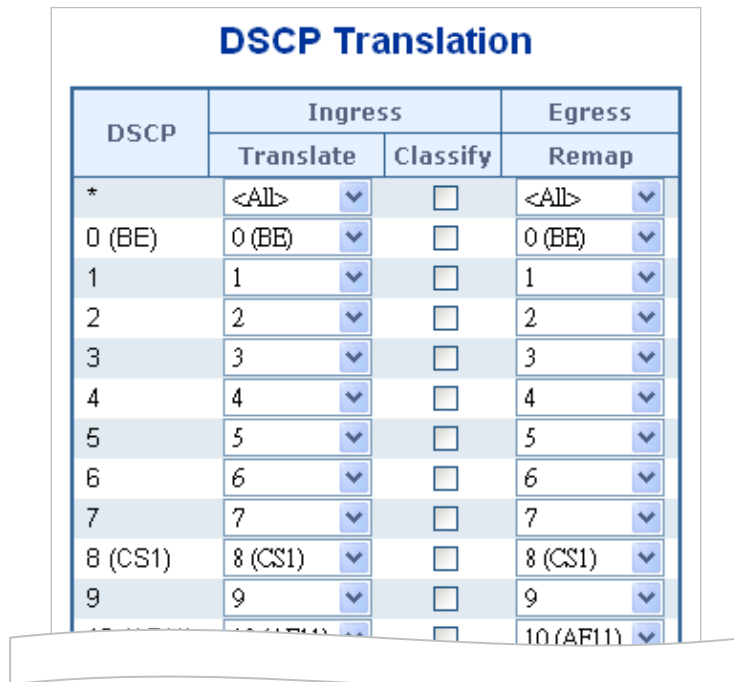 DSCP Translation
DSCP Ingress Egress
Translate Classify Remap
* <All> <All>
0 (BE) 0 (BE) 0 (BE)
1 1 1
2 2 2
3 3 3
4 4 4
5 5 5
6 6 6
7 7 7
8 (CS1) 8 (CS1) 8 (CS1)
9 9 9
10 (AF11)